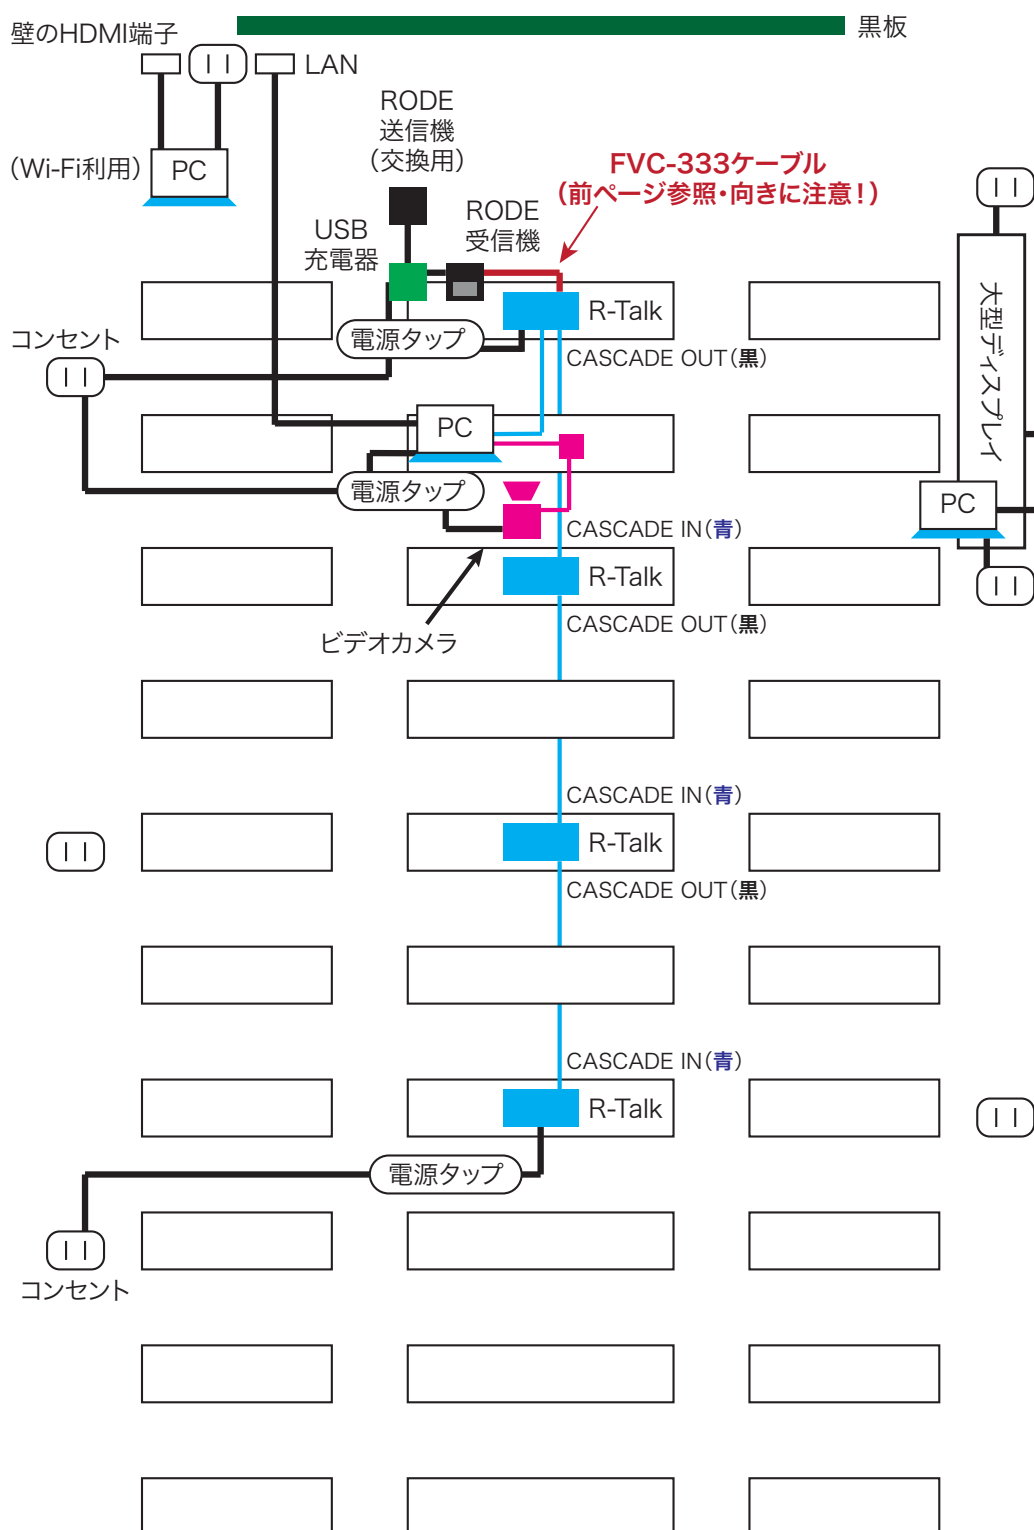 黒板
壁のHDMI端子
LAN
(Wi-Fi利用)
PC
RODE
送信機
(交換用)
FVC-333ケーブル
(前ページ参照・向きに注意！)
RODE
受信機
USB
充電器
R-Talk
電源タップ
コンセント
CASCADE OUT(黒)
大型ディスプレイ
PC
電源タップ
PC
CASCADE IN(青)
R-Talk
CASCADE OUT(黒)
ビデオカメラ
CASCADE IN(青)
R-Talk
CASCADE OUT(黒)
CASCADE IN(青)
R-Talk
電源タップ
コンセント